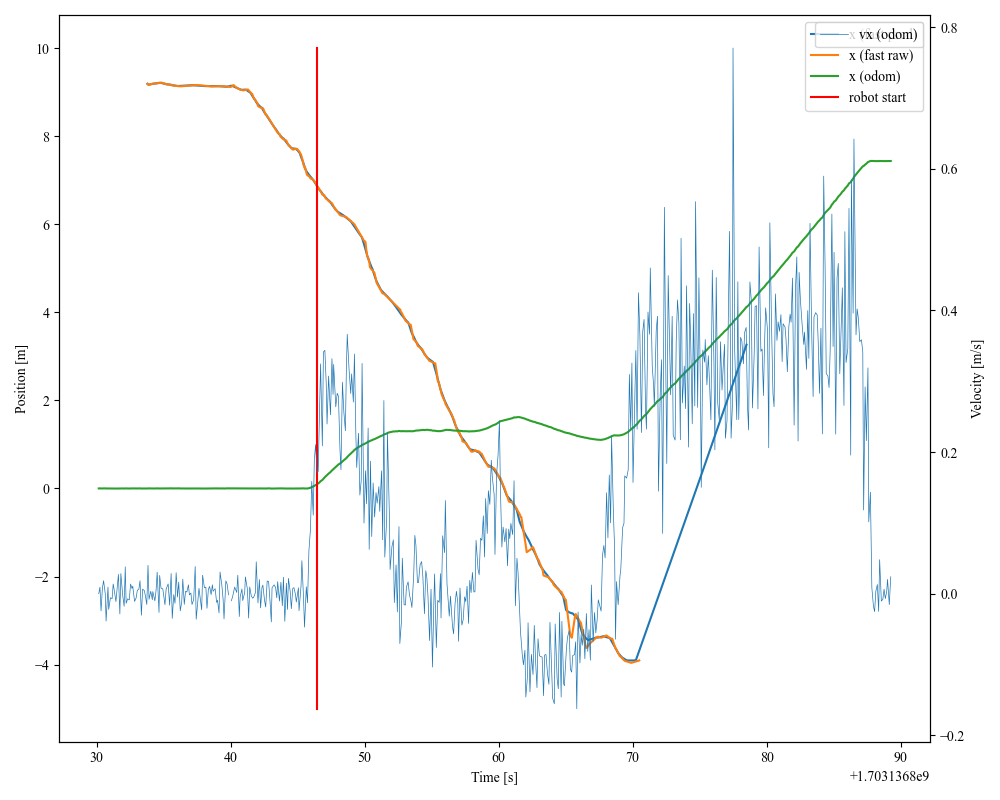 10
8
6
4
2
0
−2
−4
Position [m]
30
40
50
60
70
80
90
Time [s]
+1.7031368e9
0.8
0.6
0.4
0.2
0.0
−0.2
Velocity [m/s]
vx (odom)
x (fast raw)
x (odom)
robot start